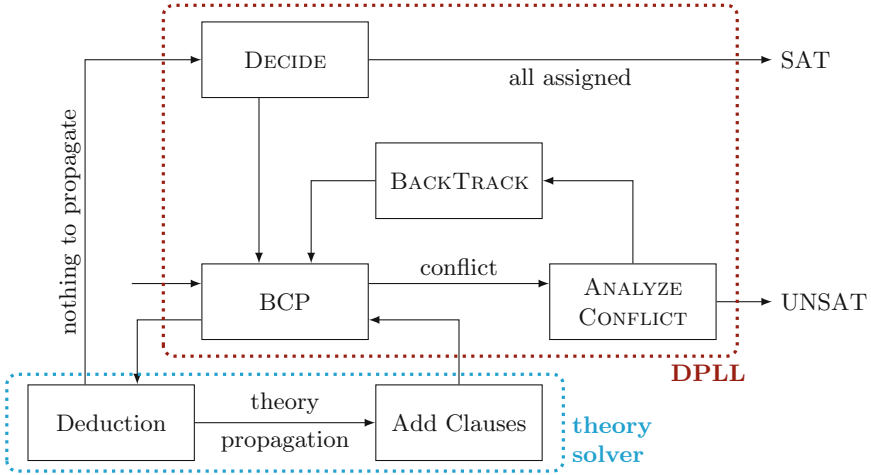 DECIDE
all assigned
SAT
nothing to propagate
BACKTRACK
BCP
conflict
ANALYZE
CONFLICT
UNSAT
DPLL
Deduction
theory
propagation
Add Clauses
theory
solver